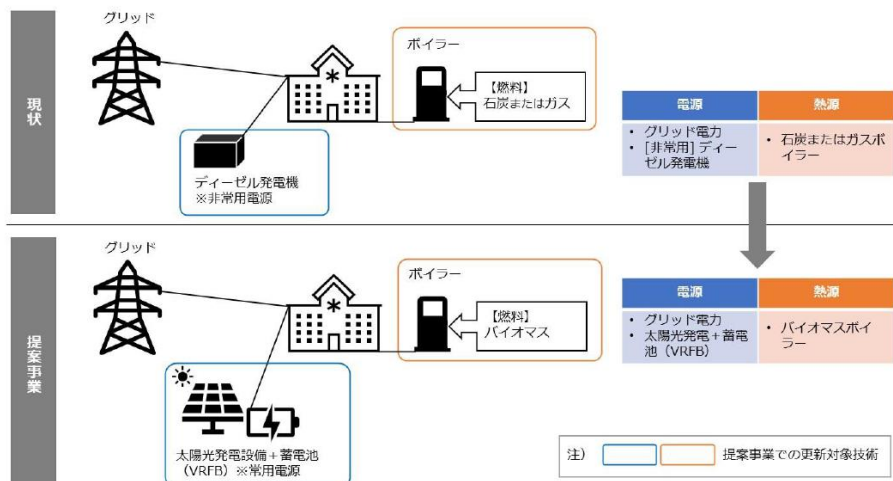 現状
グリッド
ディーゼル発電機
※非常用電源
ボイラー
【燃料】
石炭またはガス
電源
熱源
• グリッド電力
• [非常用] ディー
ゼル発電機
• 石炭またはガスボ
イラー
提案事業
グリッド
太陽光発電設備＋蓄電池
（VRFB）※常用電源
ボイラー
【燃料】
バイオマス
電源
熱源
• グリッド電力
• 太陽光発電＋蓄電
池（VRFB）
• バイオマスボイ
ラー
注）
提案事業での更新対象技術